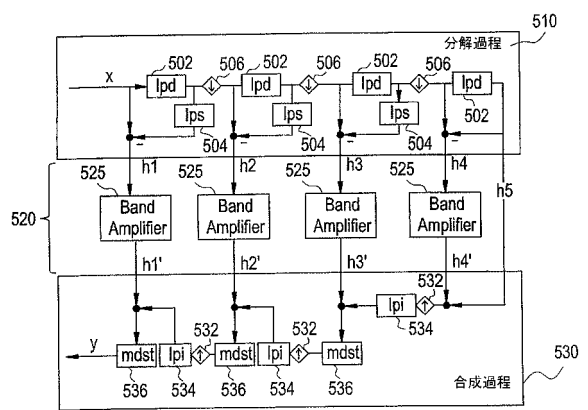 510
分解過程
502 506 502 506 502 506
x
lpd lpd lpd lpd
502
lps lps lps
504 504 504
h1 h2 h3 h4
h5
520
525 525 525 525
Band Amplifier Band Amplifier Band Amplifier Band Amplifier
h1' h2' h3' h4'
532
lpi
534
532 532
y
mdst lpi mdst lpi mdst
536 534 536 534 536
530
合成過程